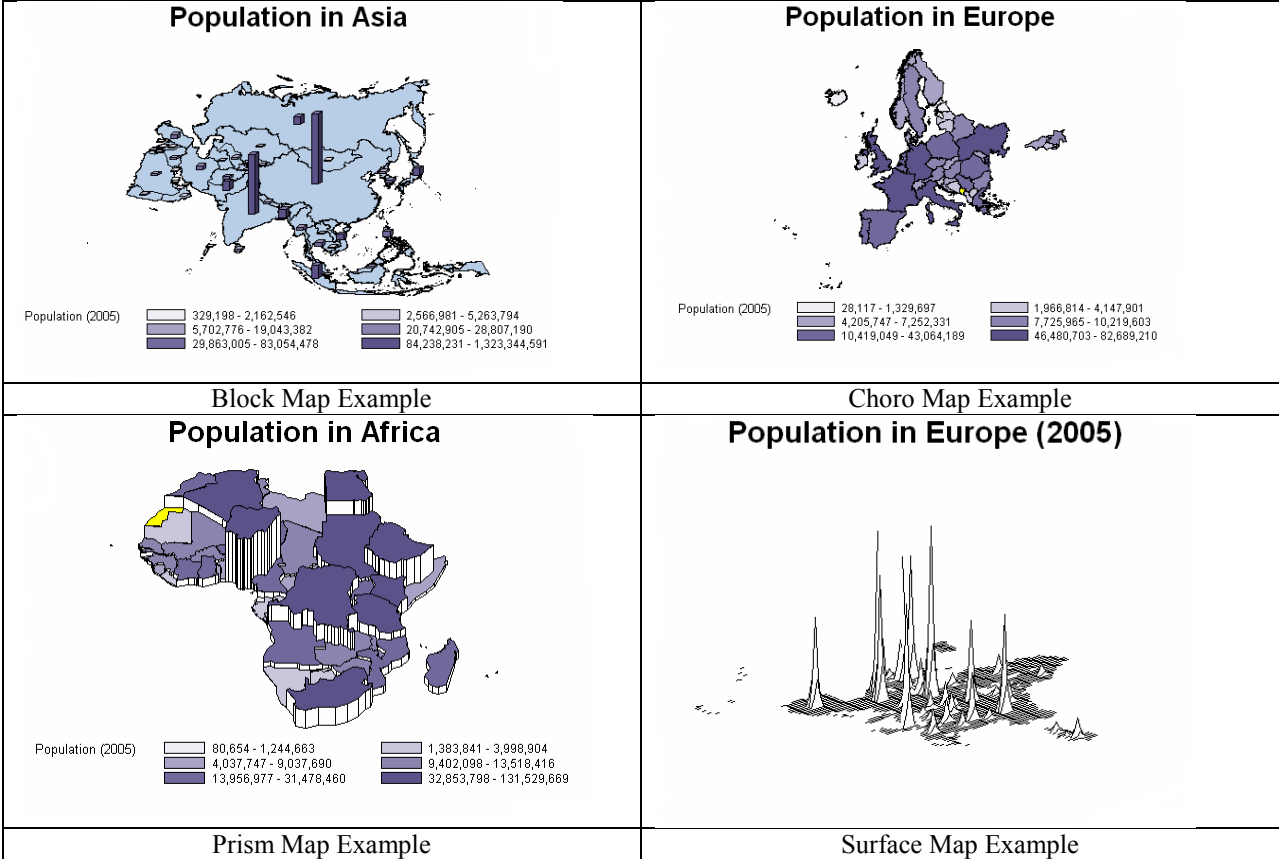 Population in Asia
Population (2005)
329,198 - 2,162,546
2,566,981 - 5,263,794
5,702,776 - 19,043,382
20,742,905 - 28,807,190
29,863,005 - 83,054,478
84,238,231 - 1,323,344,591
Block Map Example
Population in Europe
Population (2005)
28,117 - 1,329,697
1,966,814 - 4,147,901
4,205,747 - 7,252,331
7,725,965 - 10,219,603
10,419,049 - 43,064,189
46,480,703 - 82,689,210
Choro Map Example
Population in Africa
Population (2005)
80,654 - 1,244,663
1,383,841 - 3,998,904
4,037,747 - 9,037,690
9,402,098 - 13,518,416
13,956,977 - 31,478,460
32,853,798 - 131,529,669
Prism Map Example
Population in Europe (2005)
Surface Map Example